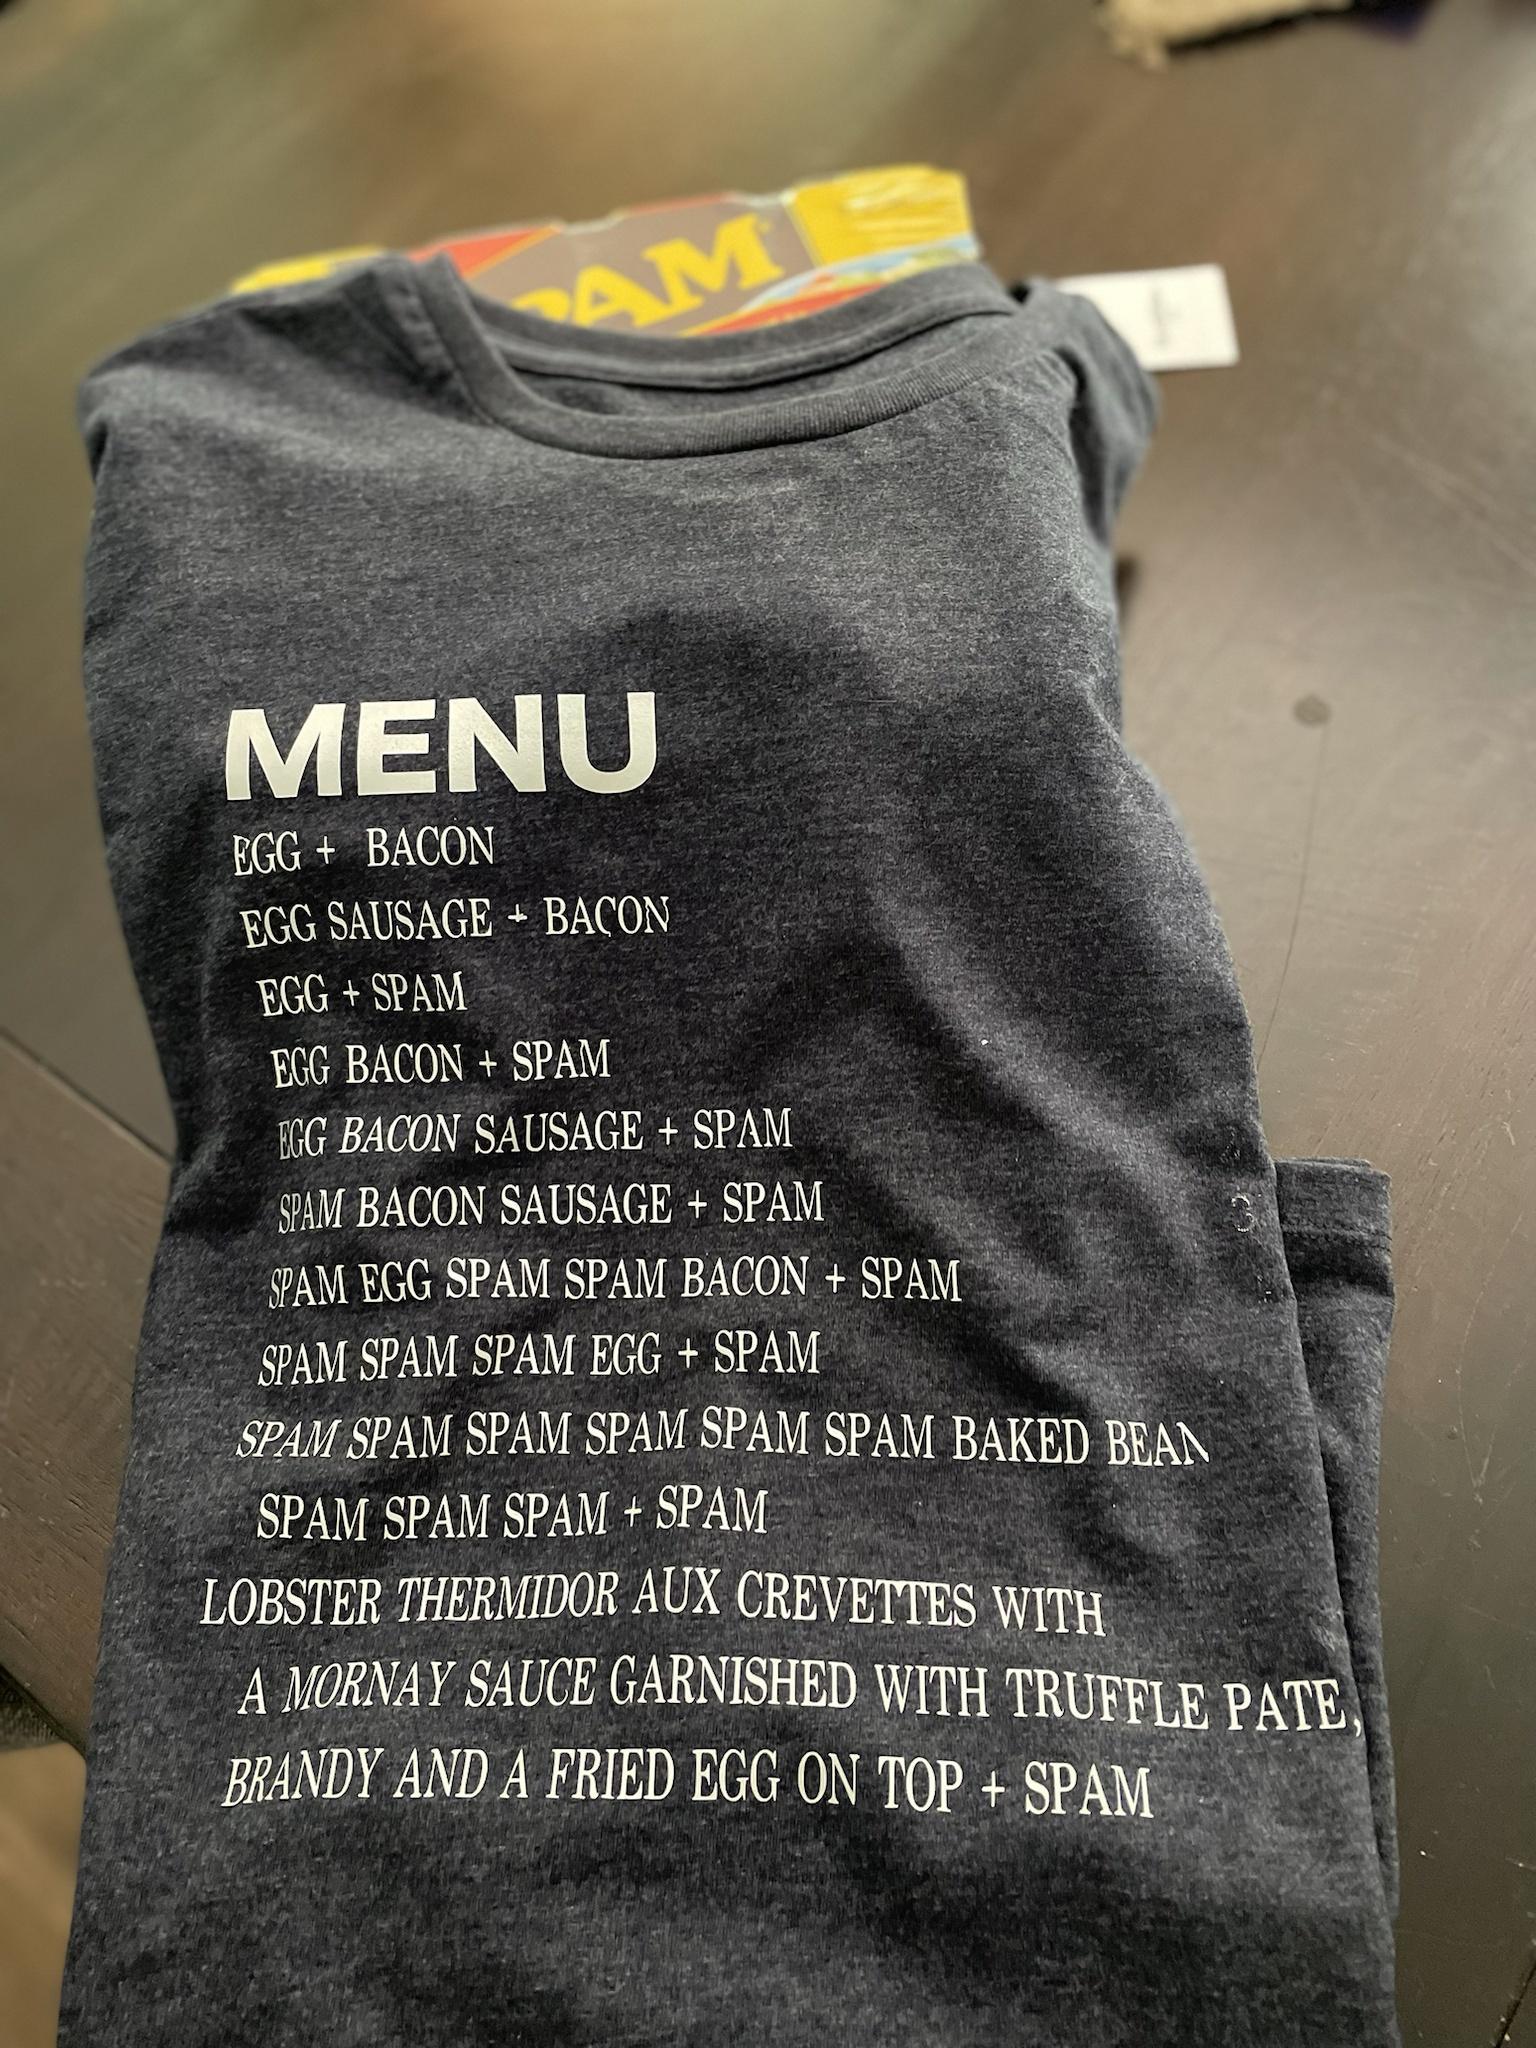 SPAM
MENU
EGG + BACON
EGG SAUSAGE + BACON
EGG + SPAM
EGG BACON + SPAM
EGG BACON SAUSAGE + SPAM
SPAM BACON SAUSAGE + SPAM
SPAM EGG SPAM SPAM BACON + SPAM
SPAM SPAM SPAM EGG + SPAM
SPAM SPAM SPAM SPAM SPAM SPAM BAKED BEAN
SPAM SPAM SPAM + SPAM
LOBSTER THERMIDOR AUX CREVETTES WITH
A MORNAY SAUCE GARNISHED WITH TRUFFLE PATE,
BRANDY AND A FRIED EGG ON TOP + SPAM